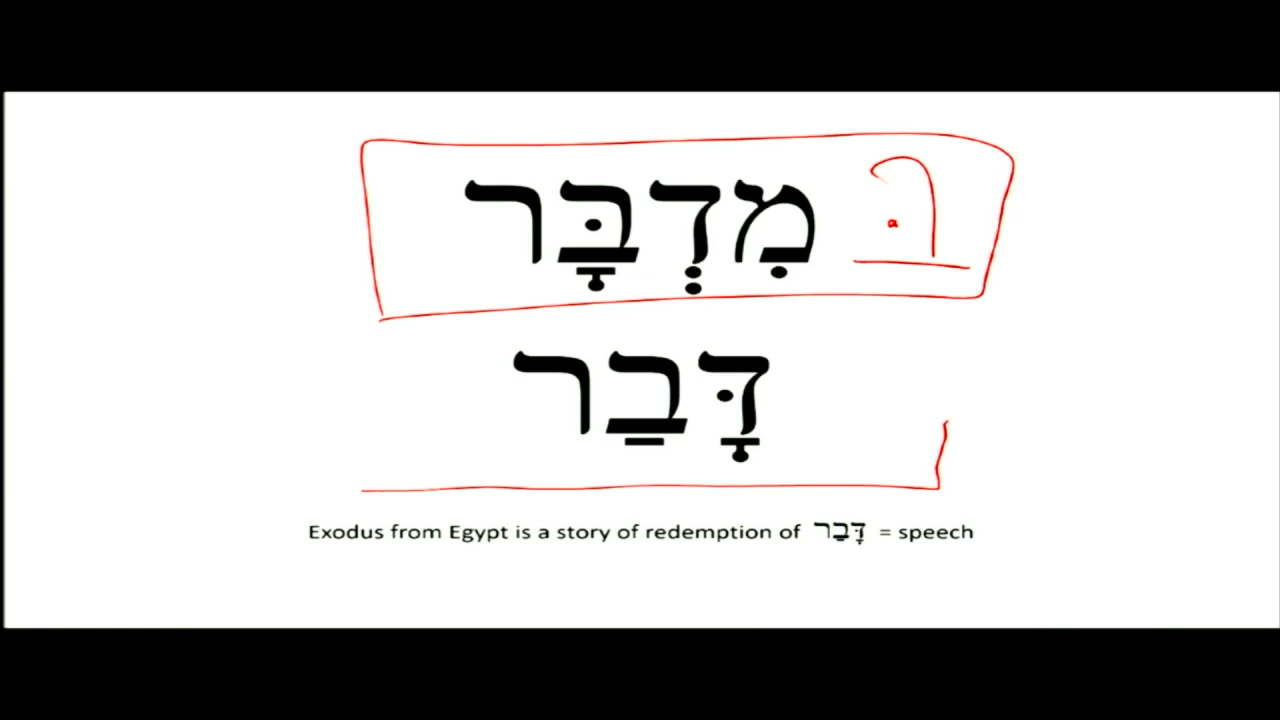 בּמִדְבָּר
דָּבַר
Exodus from Egypt is a story of redemption of דָּבַר = speech